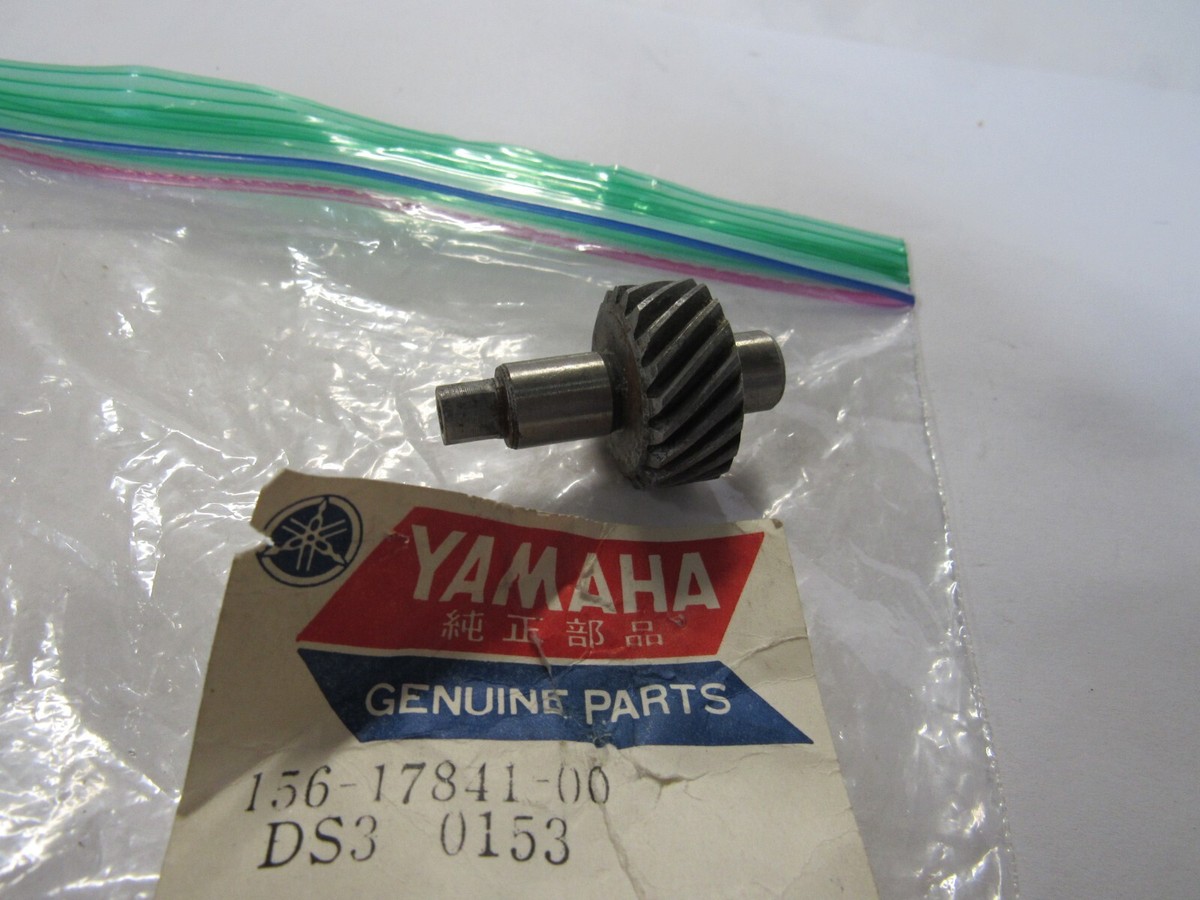 YAMAHA
純正部品
GENUINE PARTS
156-17841-00
DS3 0153